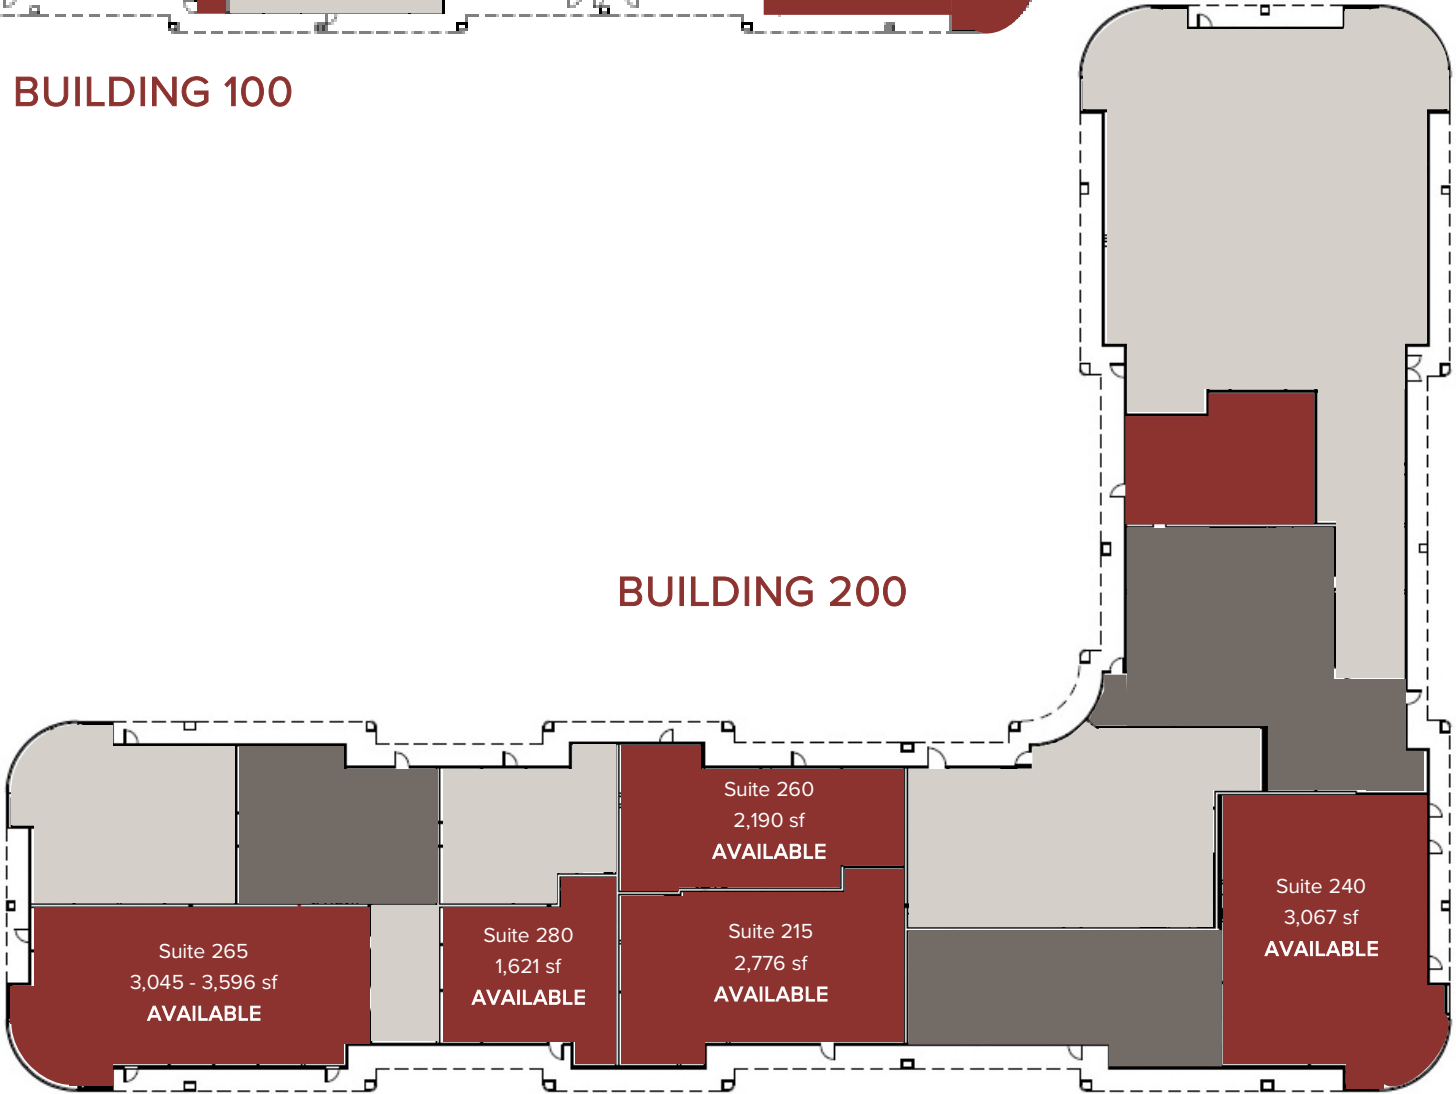 BUILDING 100
BUILDING 200
Suite 260
2,190 sf
AVAILABLE
Suite 240
3,067 sf
AVAILABLE
Suite 265
3,045 - 3,596 sf
AVAILABLE
Suite 280
1,621 sf
AVAILABLE
Suite 215
2,776 sf
AVAILABLE